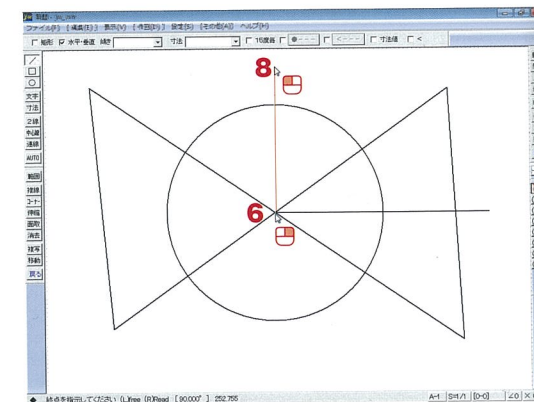 無題 - jw_win
ファイル(F) [編集(E)] 表示(V) [作図(D)] 設定(S) [その他(A)] ヘルプ(H)
矩形 水平・垂直 傾き 寸法 15度毎 ●--- <--- 寸法値 <
8
6
文字
寸法
2線
中心線
連線
AUTO
範囲
複線
コーナー
伸縮
面取
消去
複写
移動
戻る
終点を指示してください (L)free (R)Read [ 90.000° ] 252.755
A-1 S=1/1 [0-0] ∠0 ×